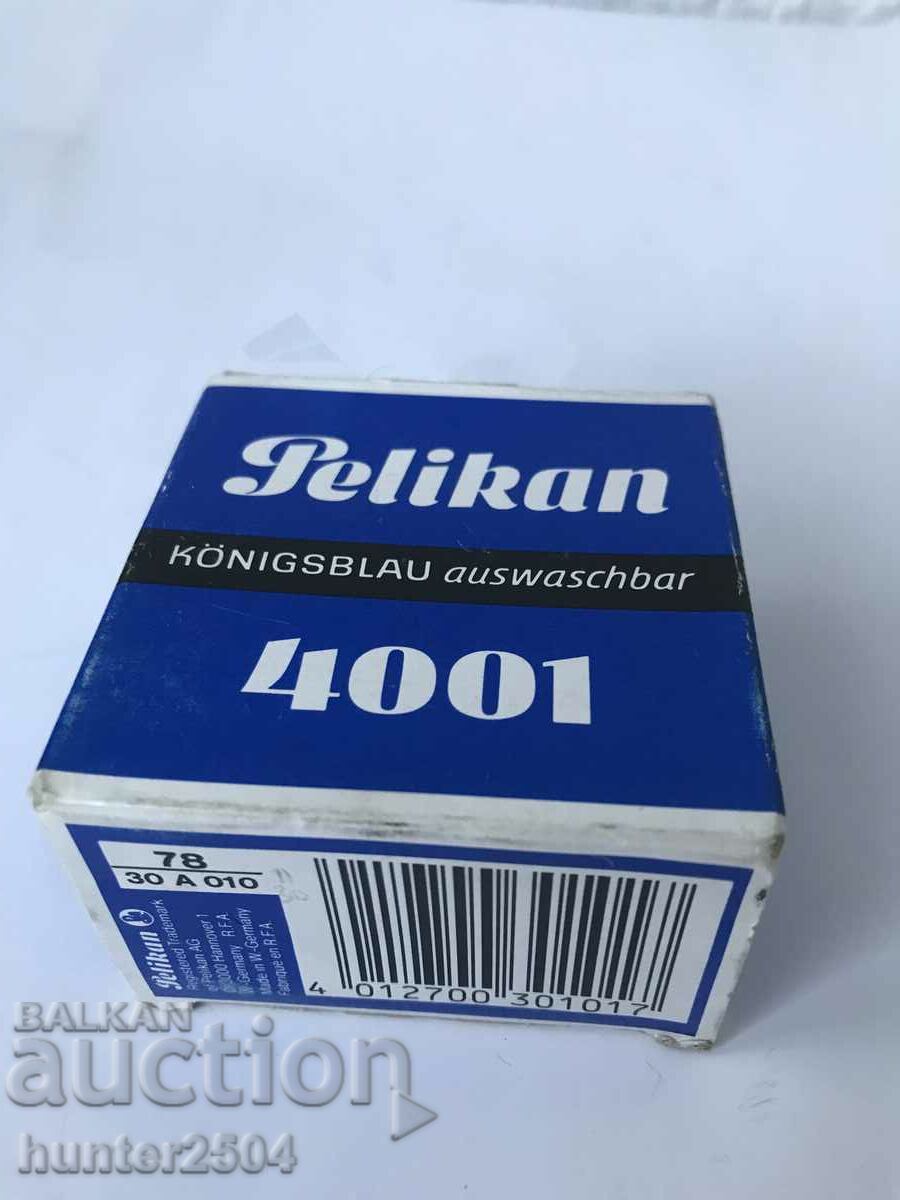 Pelikan
KÖNIGSBLAU auswaschbar
4001
78
30 A 010
Pelikan
Registered Trademark
Pelikan AG
3000 Hannover 1
W-Germany R.F.A.
Made in W-Germany
Fabriqué en R.F.A.
4 012700 301017
BALKAN
auction
hunter2504